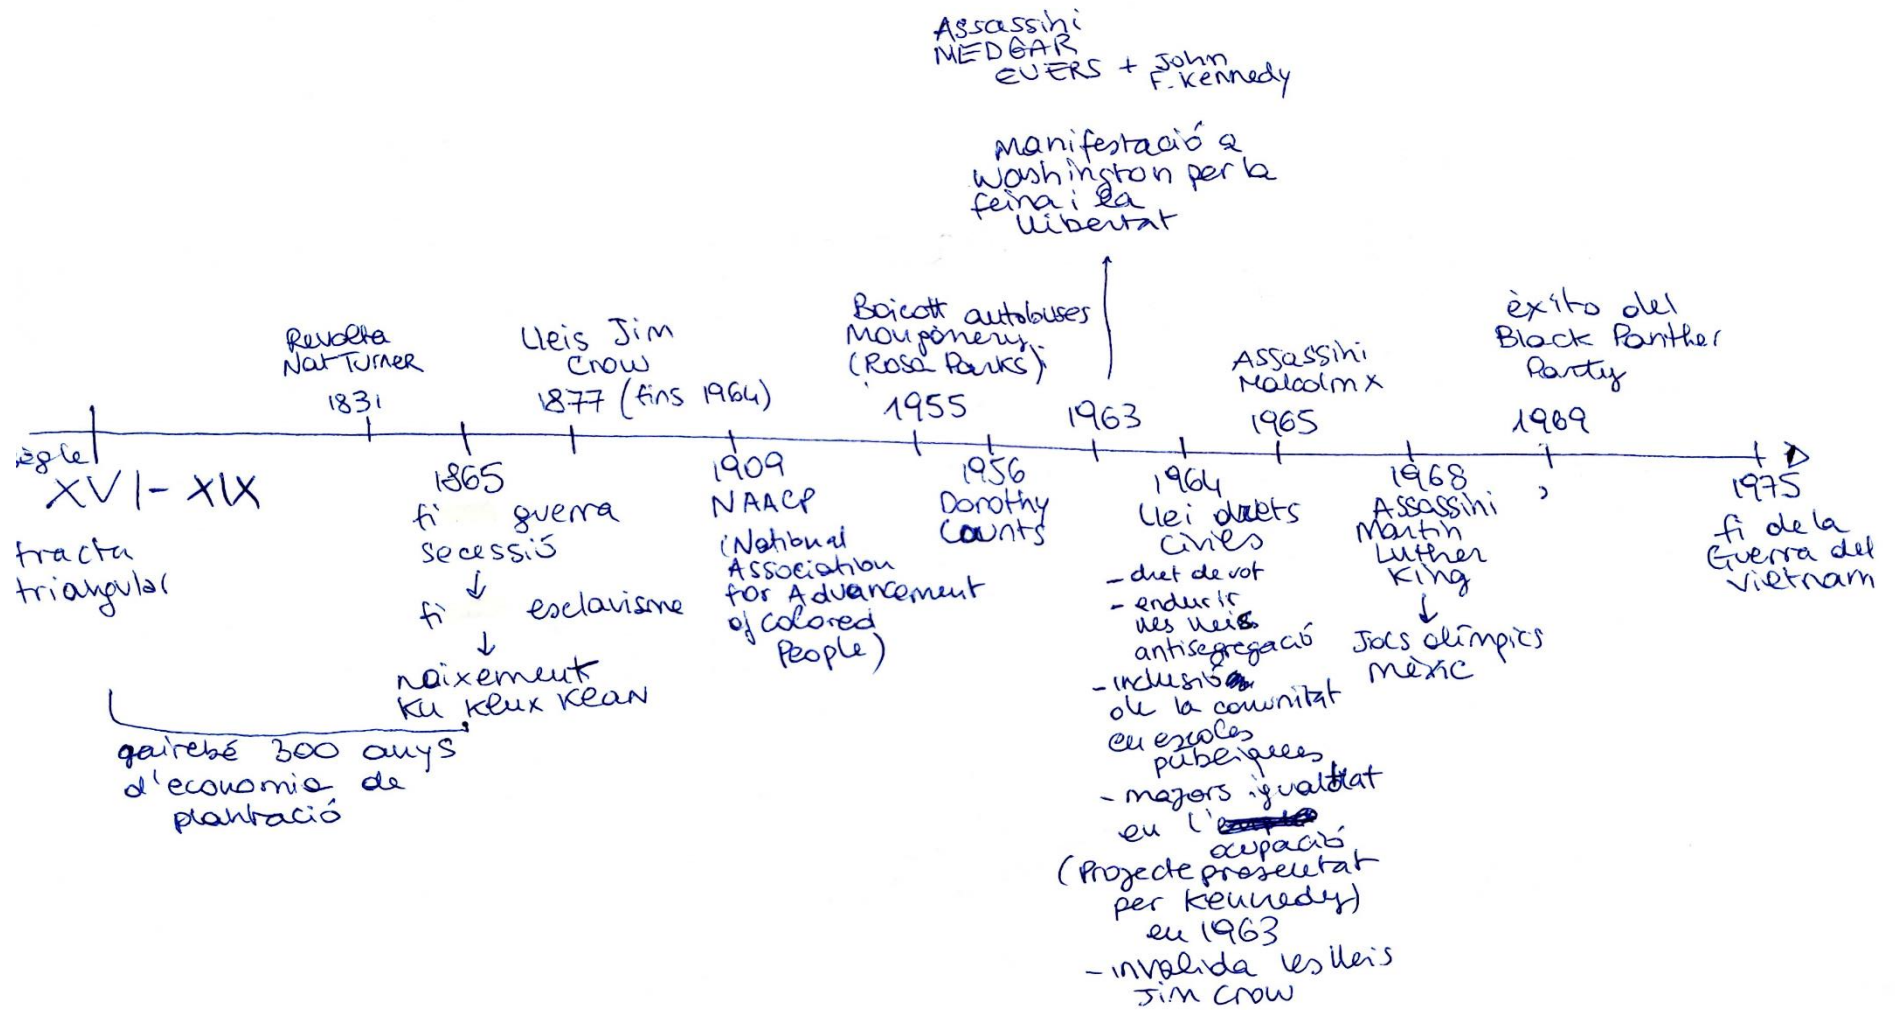 Assassini
MEDGAR
EVERS + John
F. Kennedy
Manifestació a
Washington per la
feina i la
llibertat
Revolta
Nat Turner
1831
Lleis Jim
Crow
1877 (fins 1964)
Boicott autobuses
Mongomery
(Rosa Parks)
1955
1963
Assassini
Malcolm X
1965
èxito del
Black Panther
Party
1969
ègle
XVI - XIX
tracta
triangular
gairebé 300 anys
d'economia de
plantació
1865
fi guerra
secessió
↓
fi esclavisme
↓
naixement
Ku Klux Klan
1909
NAACP
(National
Association
for Advancement
of Colored
People)
1956
Dorothy
Counts
1964
Llei drets
civils
- dret de vot
- endurir
les lleis
antisegregació
- inclusió
de la comunitat
en escoles
públiques
- majors igualtat
en l'
ocupació
(Projecte presentat
per Kennedy)
en 1963
- invalida les lleis
Jim Crow
1968
Assassini
Martin
Luther
King
↓
Jocs olímpics
Mèxic
1975
fi de la
Guerra del
Vietnam